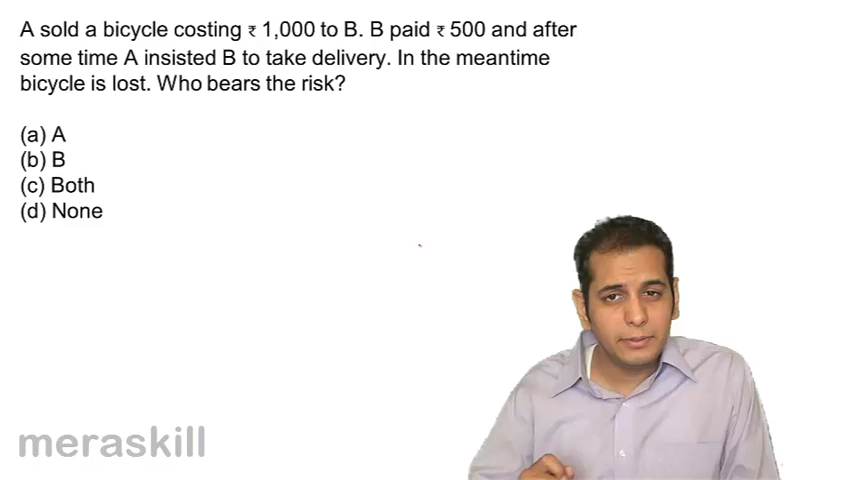 A sold a bicycle costing ₹ 1,000 to B. B paid ₹ 500 and after
some time A insisted B to take delivery. In the meantime
bicycle is lost. Who bears the risk?
(a) A
(b) B
(c) Both
(d) None
meraskill